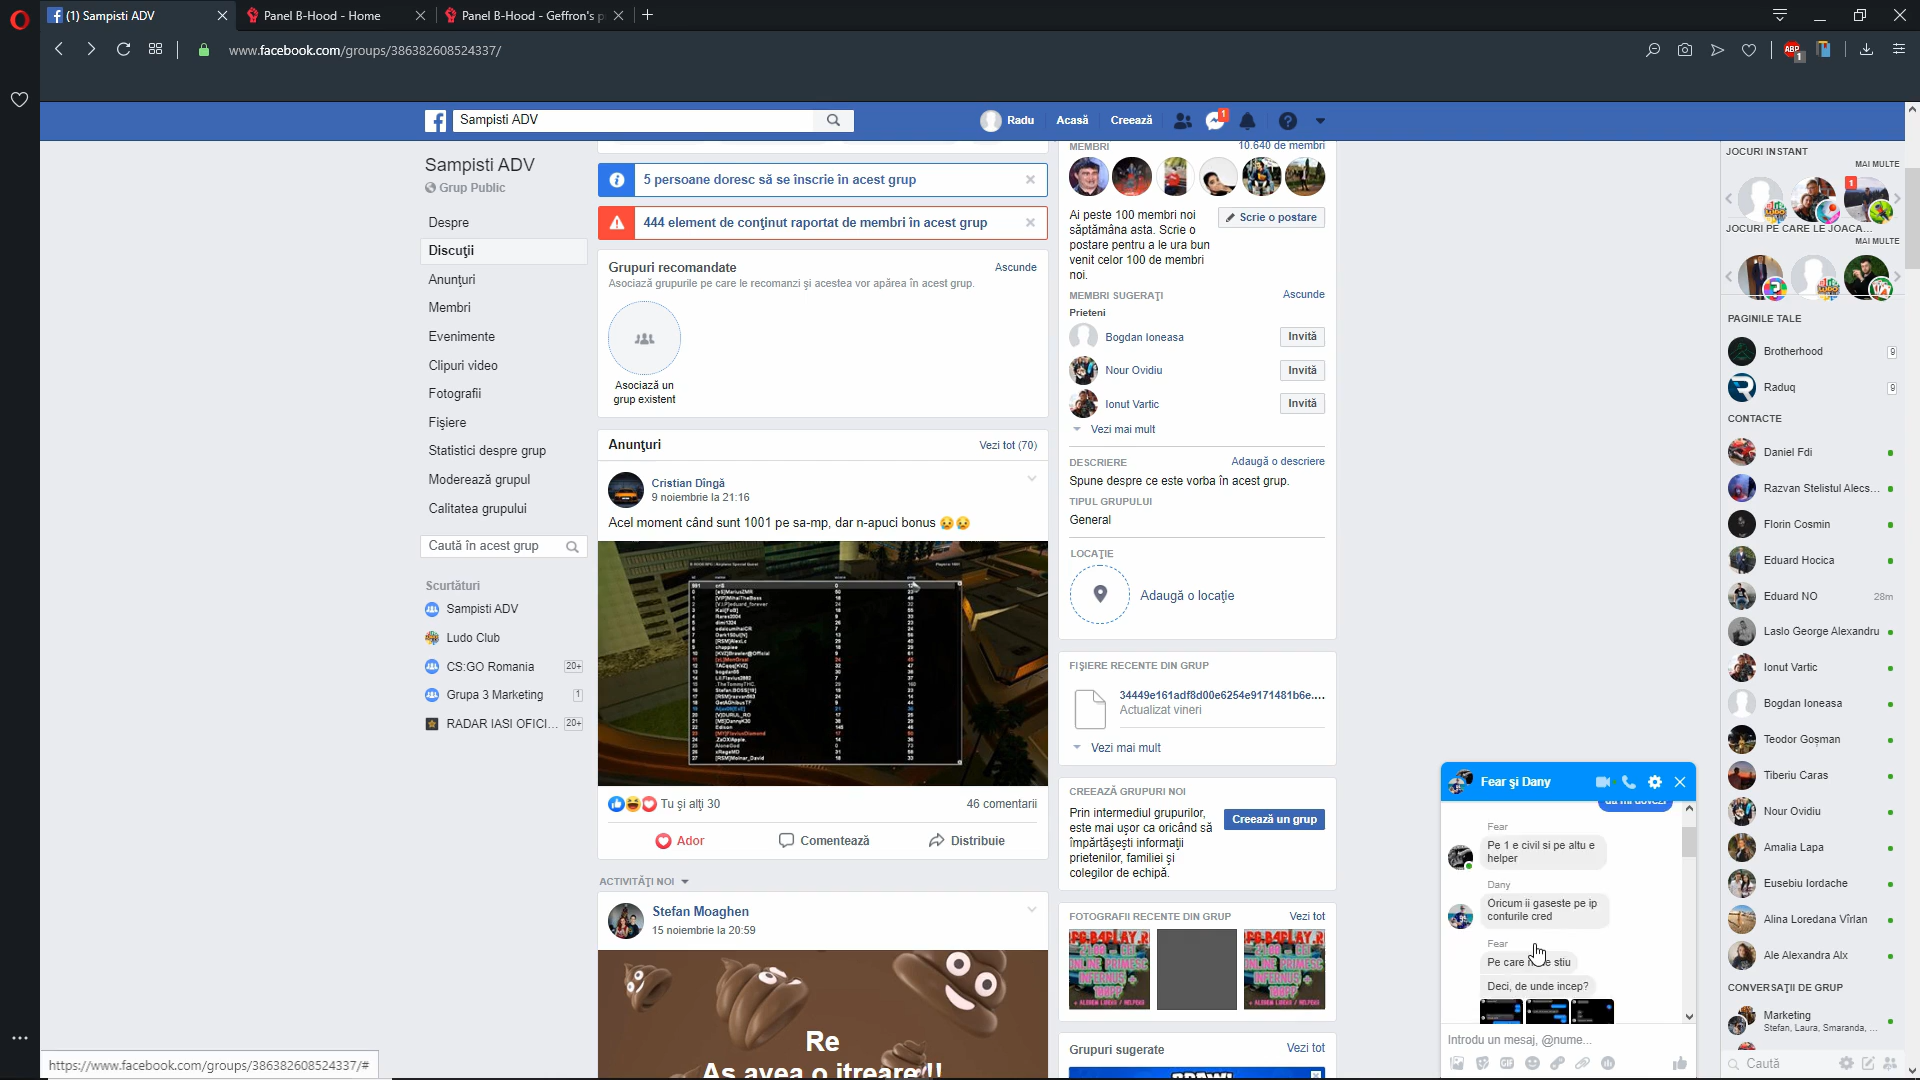 (1) Sampisti ADV
Panel B-Hood - Home
Panel B-Hood - Geffron's p
www.facebook.com/groups/386382608524337/
ABP
1
Sampisti ADV
Radu
Acasă
Creează
1
Sampisti ADV
Grup Public
Despre
Discuţii
Anunţuri
Membri
Evenimente
Clipuri video
Fotografii
Fişiere
Statistici despre grup
Moderează grupul
Calitatea grupului
Caută în acest grup
Scurtături
Sampisti ADV
Ludo Club
CS:GO Romania 20+
Grupa 3 Marketing 1
RADAR IASI OFICI... 20+
5 persoane doresc să se înscrie în acest grup
444 element de conţinut raportat de membri în acest grup
Grupuri recomandate
Ascunde
Asociază grupurile pe care le recomanzi şi acestea vor apărea în acest grup.
Asociază un
grup existent
Anunţuri
Vezi tot (70)
Cristian Dîngă
9 noiembrie la 21:16
Acel moment când sunt 1001 pe sa-mp, dar n-apuci bonus 😢😢
Tu şi alţi 30
46 comentarii
Ador
Comentează
Distribuie
ACTIVITĂŢI NOI
Stefan Moaghen
15 noiembrie la 20:59
Re
As avea o itreare!!
MEMBRI
10.640 de membri
Ai peste 100 membri noi
săptămâna asta. Scrie o
postare pentru a le ura bun
venit celor 100 de membri
noi.
Scrie o postare
MEMBRI SUGERAŢI
Ascunde
Prieteni
Bogdan Ioneasa
Invită
Nour Ovidiu
Invită
Ionut Vartic
Invită
Vezi mai mult
DESCRIERE
Adaugă o descriere
Spune despre ce este vorba în acest grup.
TIPUL GRUPULUI
General
LOCAŢIE
Adaugă o locaţie
FIŞIERE RECENTE DIN GRUP
34449e161adf8d00e6254e9171481b6e....
Actualizat vineri
Vezi mai mult
CREEAZĂ GRUPURI NOI
Prin intermediul grupurilor,
este mai uşor ca oricând să
împărtăşeşti informaţii
prietenilor, familiei şi
colegilor de echipă.
Creează un grup
FOTOGRAFII RECENTE DIN GRUP
Vezi tot
Grupuri sugerate
Vezi tot
Fear şi Dany
Fear
Pe 1 e civil si pe altu e
helper
Dany
Oricum ii gaseste pe ip
conturile cred
Fear
Pe care stiu
Deci, de unde incep?
Introdu un mesaj, @nume...
JOCURI INSTANT
MAI MULTE
1
JOCURI PE CARE LE JOACA...
MAI MULTE
PAGINILE TALE
Brotherhood 9
Raduq 9
CONTACTE
Daniel Fdi
Razvan Stelistul Alecs...
Florin Cosmin
Eduard Hocica
Eduard NO 28m
Laslo George Alexandru
Ionut Vartic
Bogdan Ioneasa
Teodor Goşman
Tiberiu Caras
Nour Ovidiu
Amalia Lapa
Eusebiu Iordache
Alina Loredana Vîrlan
Ale Alexandra Alx
CONVERSAŢII DE GRUP
Marketing
Stefan, Laura, Smaranda, ...
Caută
https://www.facebook.com/groups/386382608524337/#